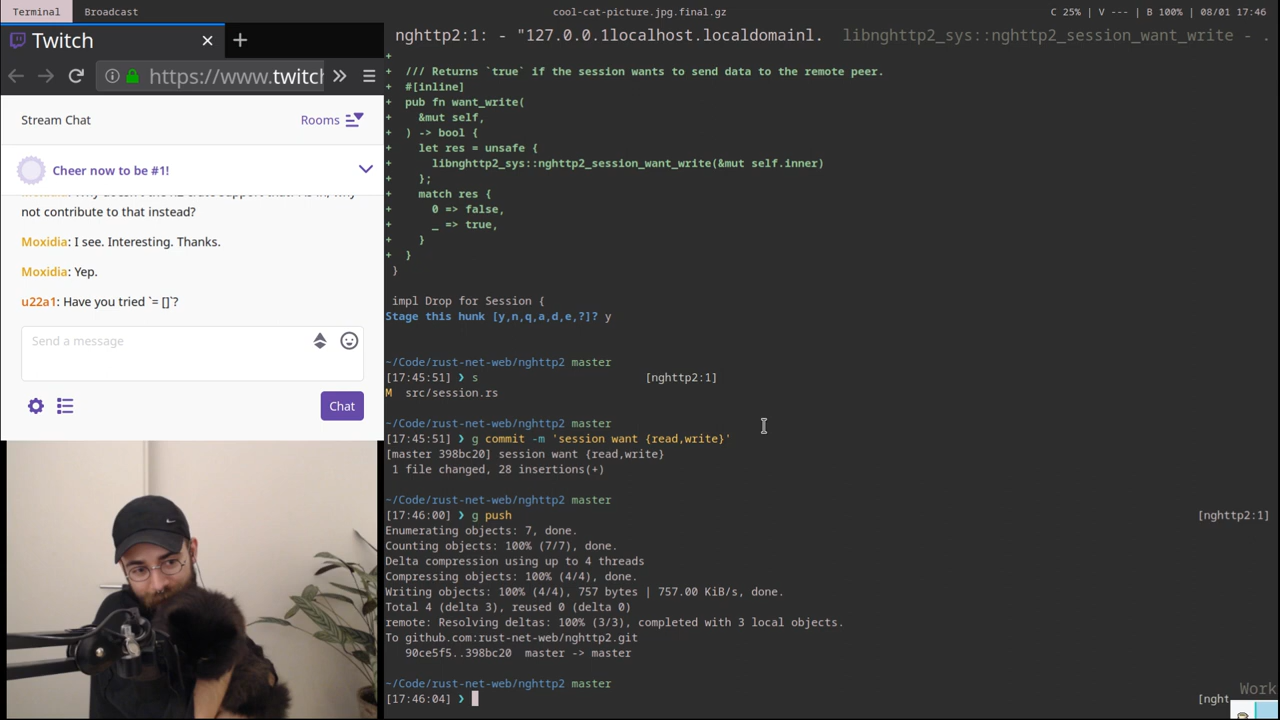 Terminal
Broadcast
cool-cat-picture.jpg.final.gz
C 25% | V --- | B 100% | 08/01 17:46
Twitch
https://www.twitch
Stream Chat
Rooms
Cheer now to be #1!
not contribute to that instead?
Moxidia: I see. Interesting. Thanks.
Moxidia: Yep.
u22a1: Have you tried `= []`?
Send a message
Chat
nghttp2:1: - "127.0.0.1localhost.localdomainl.  libnghttp2_sys::nghttp2_session_want_write - .
+
+  /// Returns `true` if the session wants to send data to the remote peer.
+  #[inline]
+  pub fn want_write(
+    &mut self,
+  ) -> bool {
+    let res = unsafe {
+      libnghttp2_sys::nghttp2_session_want_write(&mut self.inner)
+    };
+    match res {
+      0 => false,
+      _ => true,
+    }
+  }
 }
 impl Drop for Session {
Stage this hunk [y,n,q,a,d,e,?]? y
~/Code/rust-net-web/nghttp2 master
[17:45:51] ❯ s [nghttp2:1]
M  src/session.rs
~/Code/rust-net-web/nghttp2 master
[17:45:51] ❯ g commit -m 'session want {read,write}'
[master 398bc20] session want {read,write}
 1 file changed, 28 insertions(+)
~/Code/rust-net-web/nghttp2 master
[17:46:00] ❯ g push [nghttp2:1]
Enumerating objects: 7, done.
Counting objects: 100% (7/7), done.
Delta compression using up to 4 threads
Compressing objects: 100% (4/4), done.
Writing objects: 100% (4/4), 757 bytes | 757.00 KiB/s, done.
Total 4 (delta 3), reused 0 (delta 0)
remote: Resolving deltas: 100% (3/3), completed with 3 local objects.
To github.com:rust-net-web/nghttp2.git
   90ce5f5..398bc20  master -> master
~/Code/rust-net-web/nghttp2 master
[17:46:04] ❯ [nght
Work